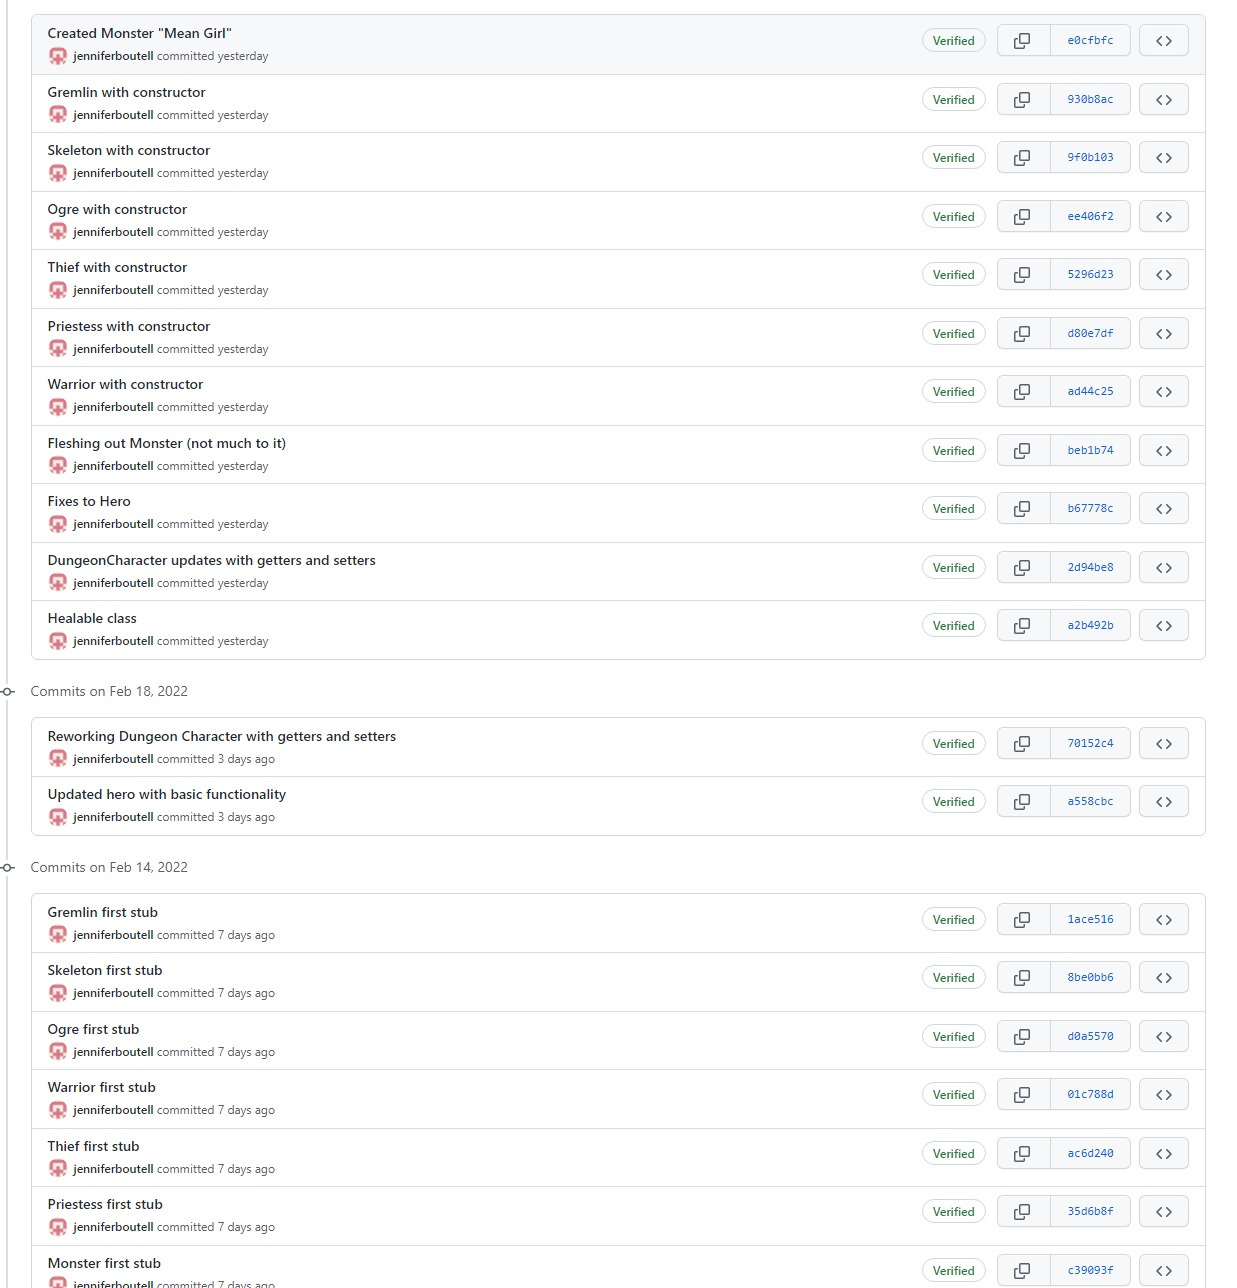 Created Monster "Mean Girl"
jenniferboutell committed yesterday
Verified
e0cfbfc
Gremlin with constructor
jenniferboutell committed yesterday
Verified
930b8ac
Skeleton with constructor
jenniferboutell committed yesterday
Verified
9f0b103
Ogre with constructor
jenniferboutell committed yesterday
Verified
ee406f2
Thief with constructor
jenniferboutell committed yesterday
Verified
5296d23
Priestess with constructor
jenniferboutell committed yesterday
Verified
d80e7df
Warrior with constructor
jenniferboutell committed yesterday
Verified
ad44c25
Fleshing out Monster (not much to it)
jenniferboutell committed yesterday
Verified
beb1b74
Fixes to Hero
jenniferboutell committed yesterday
Verified
b67778c
DungeonCharacter updates with getters and setters
jenniferboutell committed yesterday
Verified
2d94be8
Healable class
jenniferboutell committed yesterday
Verified
a2b492b
Commits on Feb 18, 2022
Reworking Dungeon Character with getters and setters
jenniferboutell committed 3 days ago
Verified
70152c4
Updated hero with basic functionality
jenniferboutell committed 3 days ago
Verified
a558cbc
Commits on Feb 14, 2022
Gremlin first stub
jenniferboutell committed 7 days ago
Verified
1ace516
Skeleton first stub
jenniferboutell committed 7 days ago
Verified
8be0bb6
Ogre first stub
jenniferboutell committed 7 days ago
Verified
d0a5570
Warrior first stub
jenniferboutell committed 7 days ago
Verified
01c788d
Thief first stub
jenniferboutell committed 7 days ago
Verified
ac6d240
Priestess first stub
jenniferboutell committed 7 days ago
Verified
35d6b8f
Monster first stub
jenniferboutell committed 7 days ago
Verified
c39093f